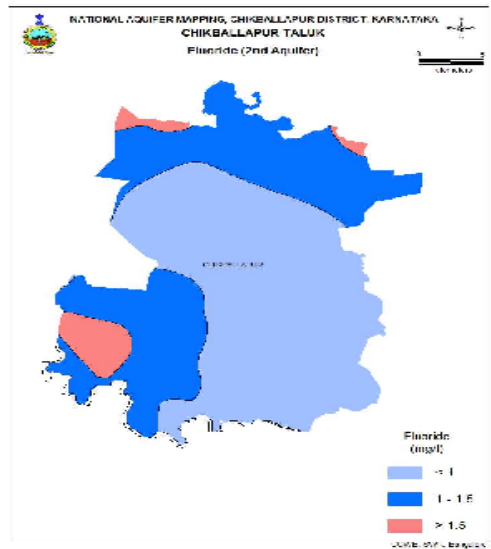 NATIONAL AQUIFER MAPPING, CHIKBALLAPUR DISTRICT, KARNATAKA
CHIKBALLAPUR TALUK
Fluoride (2nd Aquifer)
Fluoride
(mg/l)
< 1
1 - 1.5
> 1.5